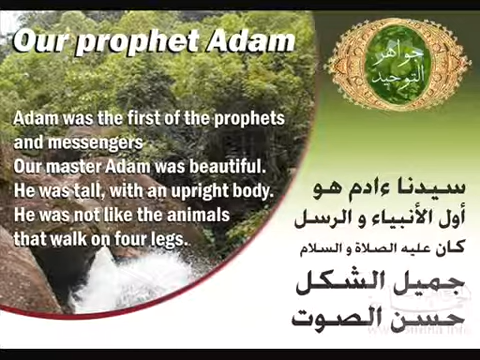 Our prophet Adam
جواهر
التوحيد
Adam was the first of the prophets
and messengers
Our master Adam was beautiful.
He was tall, with an upright body.
He was not like the animals
that walk on four legs.
سيدنا ءادم هو
أول الأنبياء و الرسل
كان عليه الصلاة و السلام
جميل الشكل
حسن الصوت